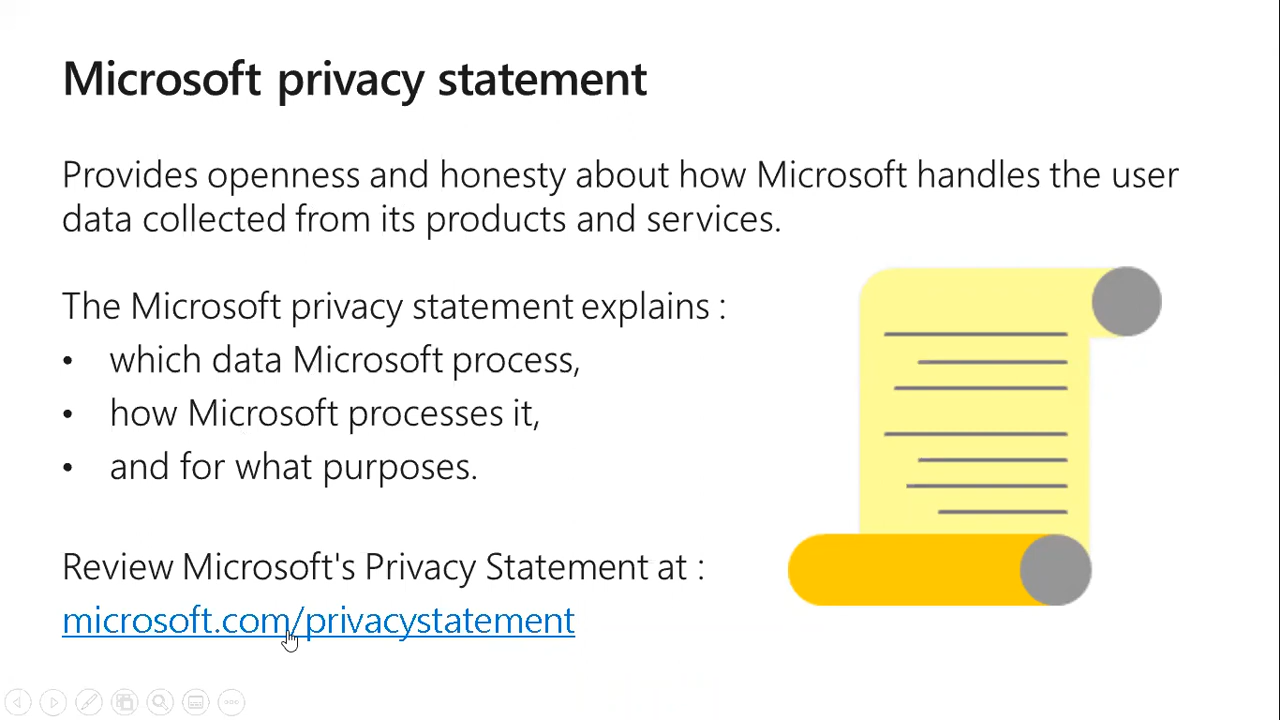 Microsoft privacy statement
Provides openness and honesty about how Microsoft handles the user
data collected from its products and services.
The Microsoft privacy statement explains :
• which data Microsoft process,
• how Microsoft processes it,
• and for what purposes.
Review Microsoft's Privacy Statement at :
microsoft.com/privacystatement